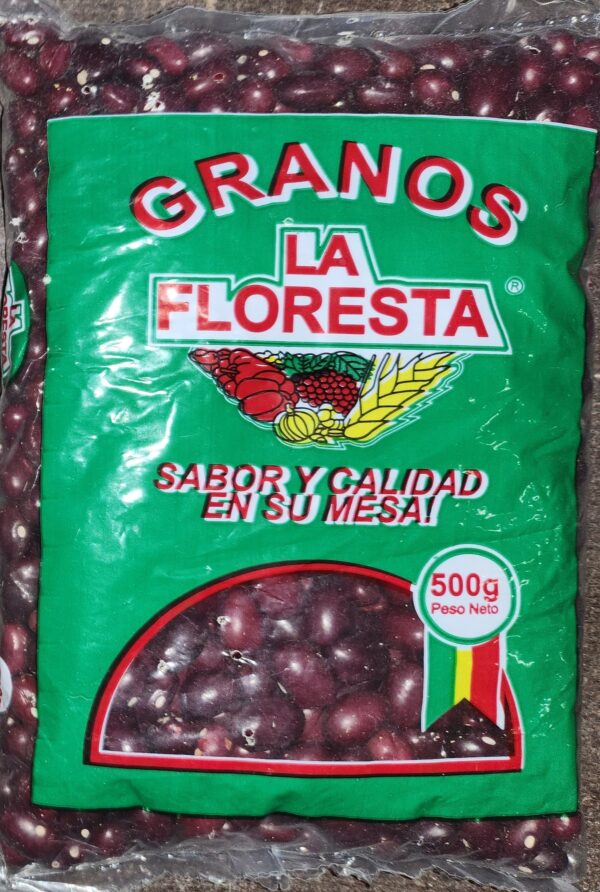 GRANOS
LA
FLORESTA
®
SABOR Y CALIDAD
EN SU MESA!
500g
Peso Neto